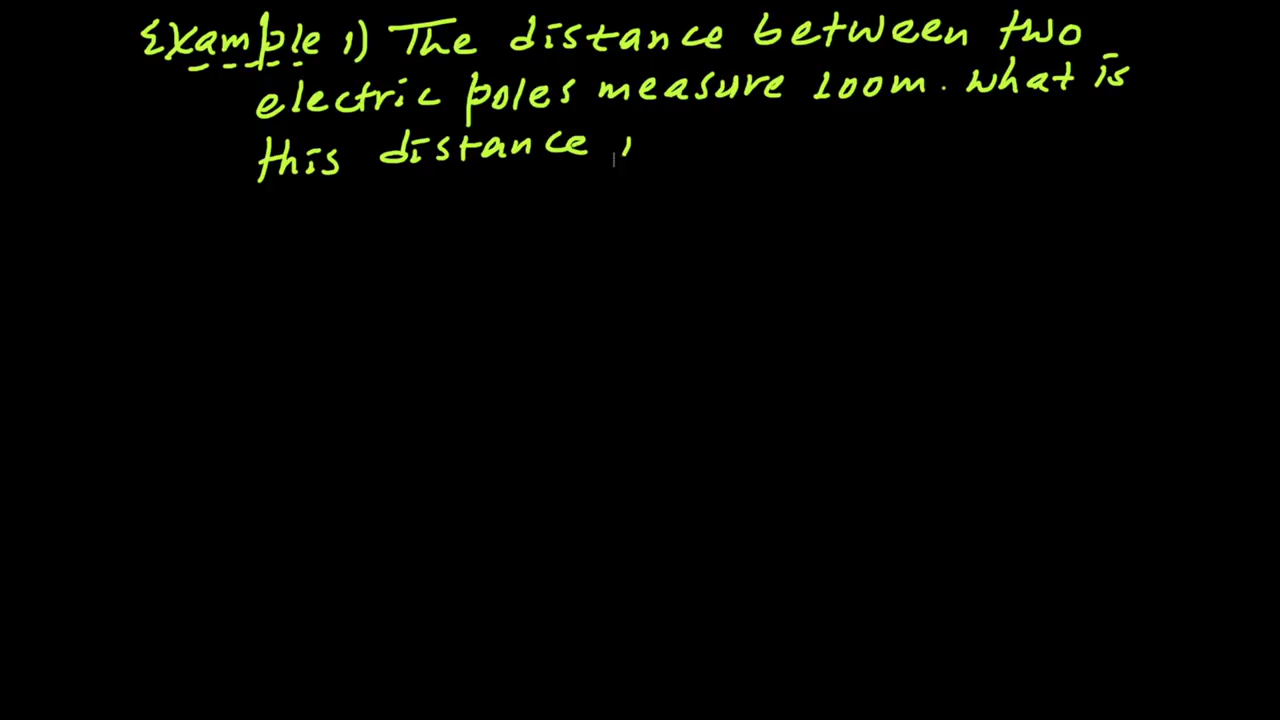 Example 1) The distance between two
electric poles measure 100m. What is
this distance